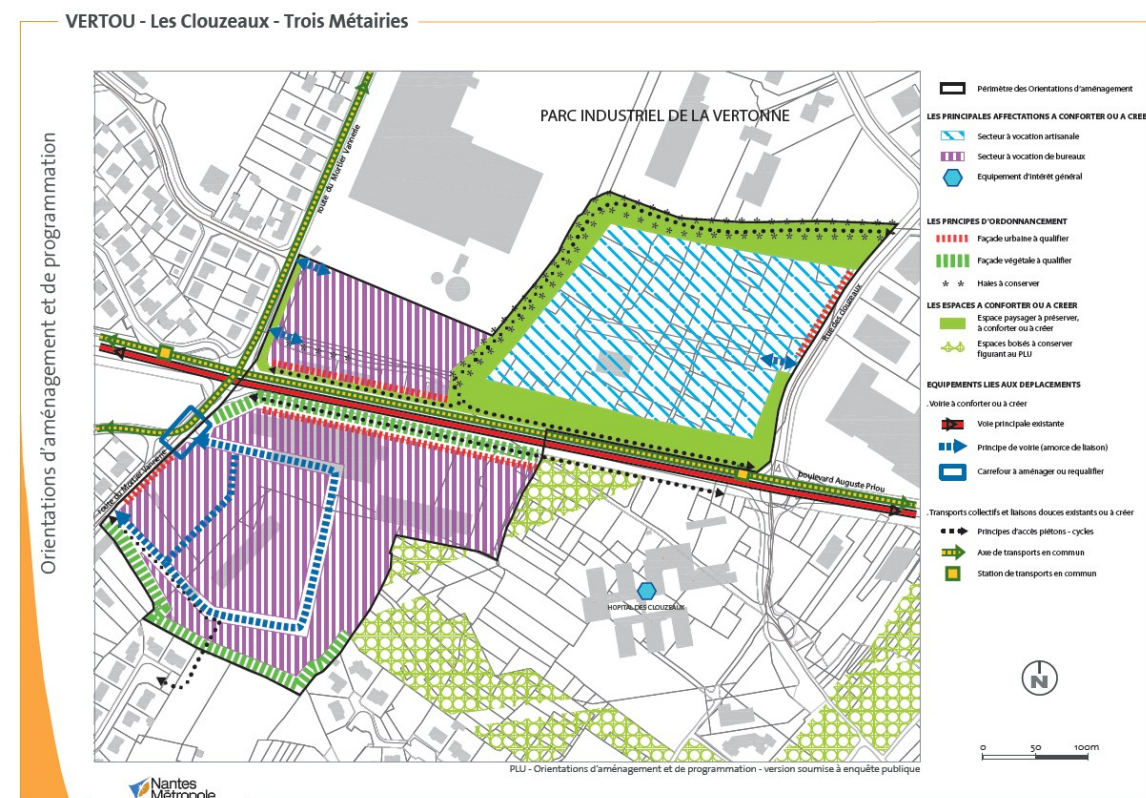 VERTOU - Les Clouzeaux - Trois Métairies
Orientations d'aménagement et de programmation
PARC INDUSTRIEL DE LA VERTONNE
route du Mortier Vannerie
Rue des clouzeaux
route du Mortier Vannerie
boulevard Auguste Priou
HOPITAL DES CLOUZEAUX
Périmètre des Orientations d'aménagement
LES PRINCIPALES AFFECTATIONS A CONFORTER OU A CREE
Secteur à vocation artisanale
Secteur à vocation de bureaux
Equipement d'intérêt général
LES PRINCPES D'ORDONNANCEMENT
Façade urbaine à qualifier
Façade végétale à qualifier
Haies à conserver
LES ESPACES A CONFORTER OU A CREER
Espace paysager à préserver,
à conforter ou à créer
Espaces boisés à conserver
figurant au PLU
EQUIPEMENTS LIES AUX DEPLACEMENTS
.Voirie à conforter ou à créer
Voie principale existante
Principe de voirie (amorce de liaison)
Carrefour à aménager ou requalifier
.Transports collectifs et liaisons douces existants ou à créer
Principes d'accès piétons - cycles
Axe de transports en commun
Station de transports en commun
N
0 50 100m
PLU - Orientations d'aménagement et de programmation - version soumise à enquête publique
Nantes
Métropole